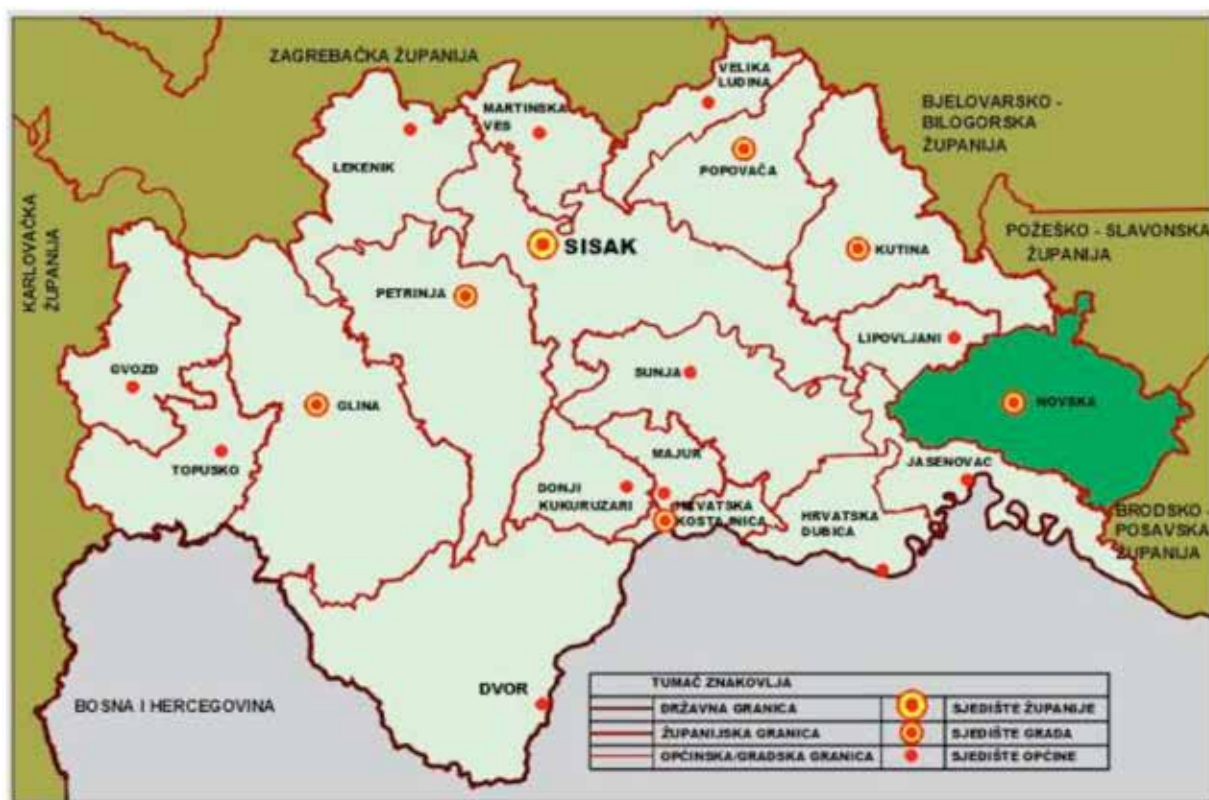 ZAGREBAČKA ŽUPANIJA
VELIKA
LUDINA
MARTINSKA
VES
BJELOVARSKO -
BILOGORSKA
ŽUPANIJA
LEKENIK
POPOVAČA
KARLOVAČKA
ŽUPANIJA
SISAK
KUTINA
POŽEŠKO - SLAVONSKA
ŽUPANIJA
PETRINJA
LIPOVLJANI
GVOZD
SUNJA
GLINA
NOVSKA
TOPUSKO
MAJUR
JASENOVAC
DONJI
KUKURUZARI
HRVATSKA
KOSTAJNICA
HRVATSKA
DUBICA
BRODSKO -
POSAVSKA
ŽUPANIJA
DVOR
BOSNA I HERCEGOVINA
TUMAČ ZNAKOVLJA
DRŽAVNA GRANICA
SJEDIŠTE ŽUPANIJE
ŽUPANIJSKA GRANICA
SJEDIŠTE GRADA
OPĆINSKA/GRADSKA GRANICA
SJEDIŠTE OPĆINE